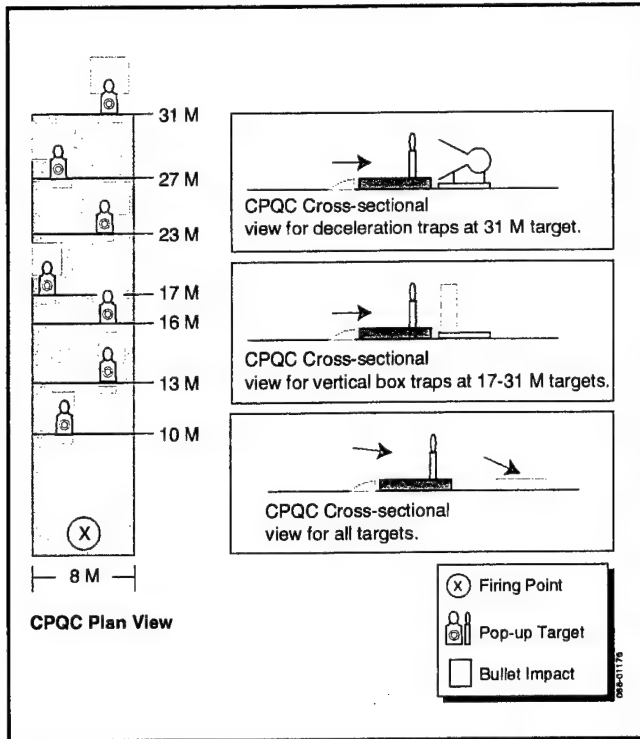 31 M
27 M
23 M
17 M
16 M
13 M
10 M
X
8 M
CPQC Plan View
CPQC Cross-sectional
view for deceleration traps at 31 M target.
CPQC Cross-sectional
view for vertical box traps at 17-31 M targets.
CPQC Cross-sectional
view for all targets.
X Firing Point
Pop-up Target
Bullet Impact